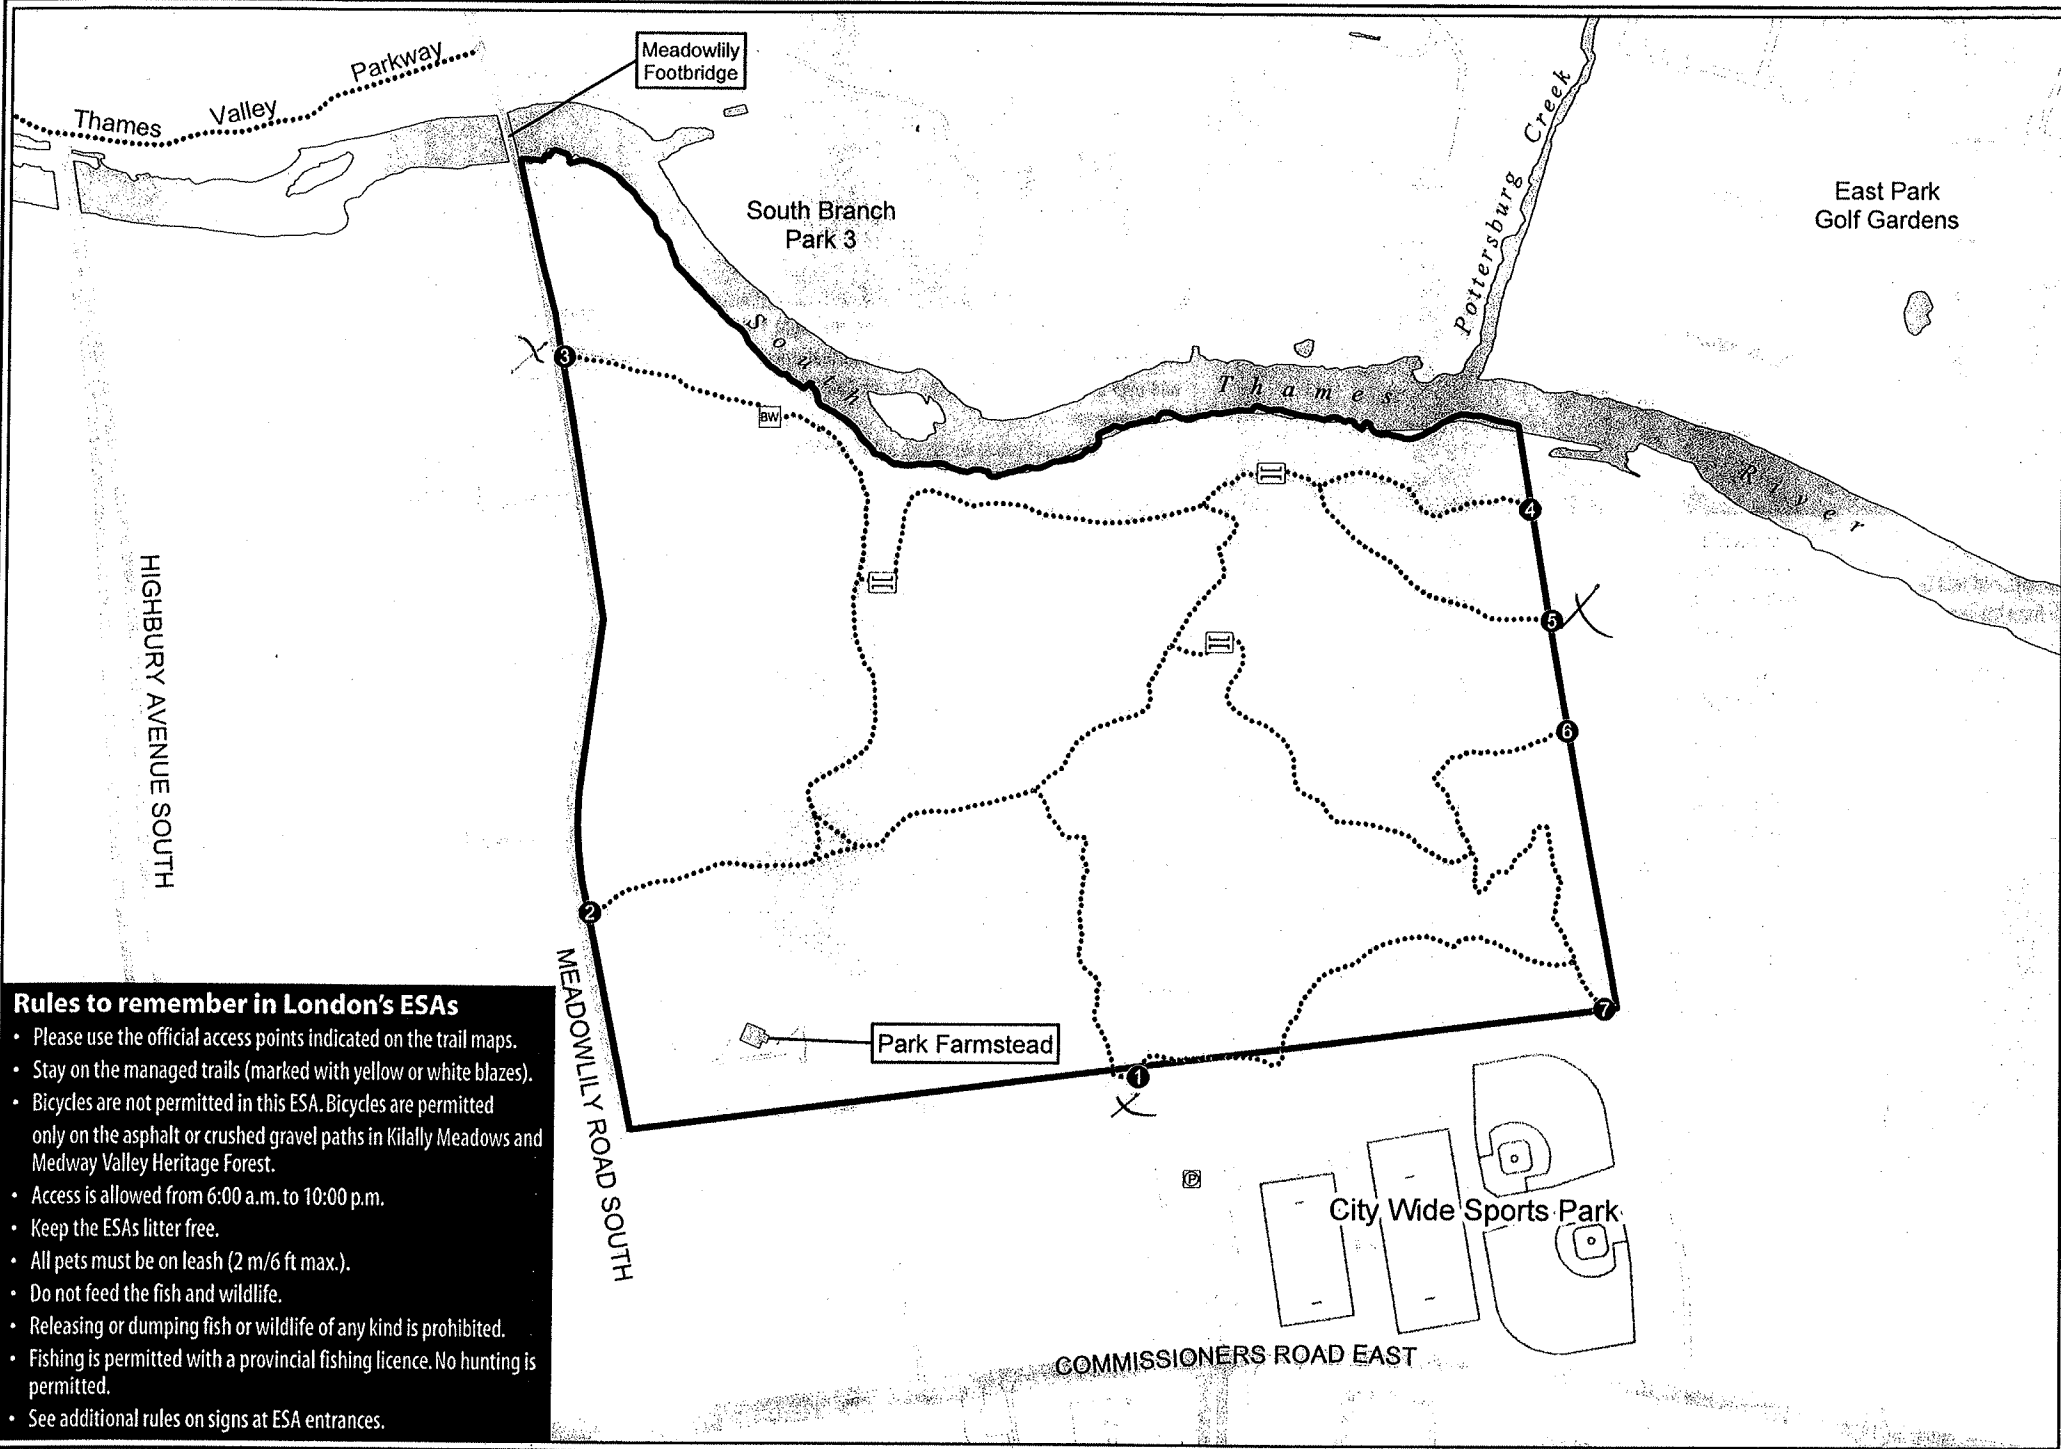 Thames Valley Parkway
Meadowlily
Footbridge
South Branch
Park 3
Pottersburg Creek
East Park
Golf Gardens
South Thames River
3
BW
4
5
6
HIGHBURY AVENUE SOUTH
2
MEADOWLILY ROAD SOUTH
Park Farmstead
7
1
P
City Wide Sports Park
COMMISSIONERS ROAD EAST
Rules to remember in London's ESAs
• Please use the official access points indicated on the trail maps.
• Stay on the managed trails (marked with yellow or white blazes).
• Bicycles are not permitted in this ESA. Bicycles are permitted
only on the asphalt or crushed gravel paths in Kilally Meadows and
Medway Valley Heritage Forest.
• Access is allowed from 6:00 a.m. to 10:00 p.m.
• Keep the ESAs litter free.
• All pets must be on leash (2 m/6 ft max.).
• Do not feed the fish and wildlife.
• Releasing or dumping fish or wildlife of any kind is prohibited.
• Fishing is permitted with a provincial fishing licence. No hunting is
permitted.
• See additional rules on signs at ESA entrances.